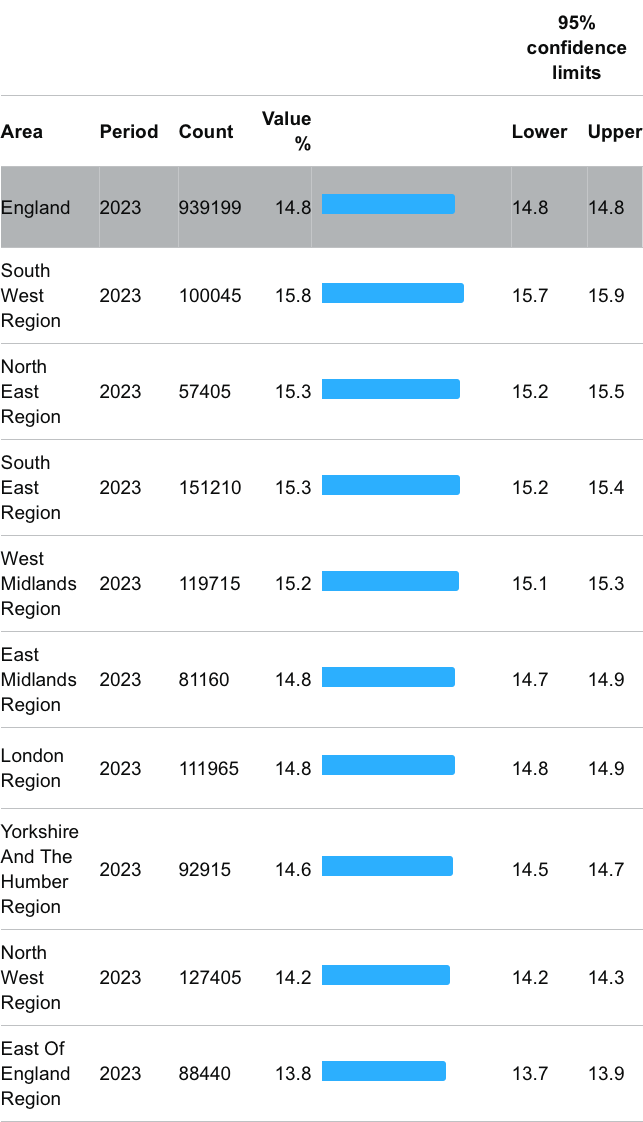 95%
confidence
limits
Area Period Count Value
% Lower Upper
England 2023 939199 14.8 14.8 14.8
South
West
Region 2023 100045 15.8 15.7 15.9
North
East
Region 2023 57405 15.3 15.2 15.5
South
East
Region 2023 151210 15.3 15.2 15.4
West
Midlands
Region 2023 119715 15.2 15.1 15.3
East
Midlands
Region 2023 81160 14.8 14.7 14.9
London
Region 2023 111965 14.8 14.8 14.9
Yorkshire
And The
Humber
Region 2023 92915 14.6 14.5 14.7
North
West
Region 2023 127405 14.2 14.2 14.3
East Of
England
Region 2023 88440 13.8 13.7 13.9